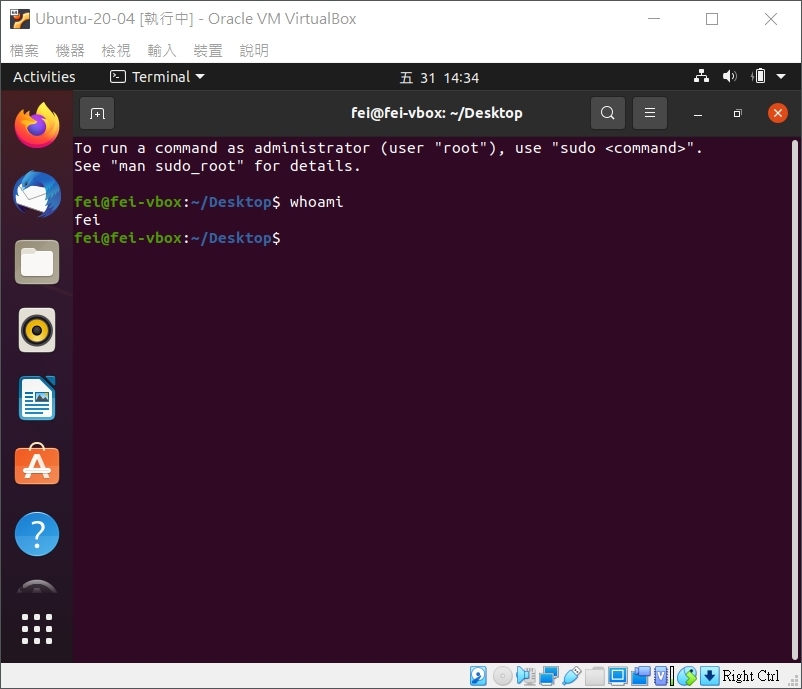 Ubuntu-20-04 [執行中] - Oracle VM VirtualBox
檔案 機器 檢視 輸入 裝置 說明
Activities Terminal 五 31 14:34
fei@fei-vbox: ~/Desktop
To run a command as administrator (user "root"), use "sudo <command>".
See "man sudo_root" for details.
fei@fei-vbox:~/Desktop$ whoami
fei
fei@fei-vbox:~/Desktop$
Right Ctrl